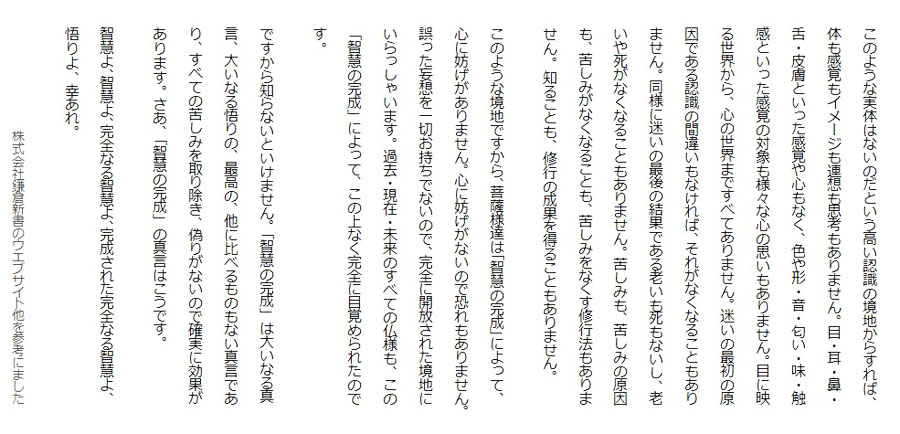 このような実体はないのだという高い認識の境地からすれば、
体も感覚もイメージも連想も思考もありません。目・耳・鼻・
舌・皮膚といった感覚や心もなく、色や形・音・匂い・味・触
感といった感覚の対象も様々な心の思いもありません。目に映
る世界から、心の世界まですべてありません。迷いの最初の原
因である認識の間違いもなければ、それがなくなることもあり
ません。同様に迷いの最後の結果である老いも死もないし、老
いや死がなくなることもありません。苦しみも、苦しみの原因
も、苦しみがなくなることも、苦しみをなくす修行法もありま
せん。知ることも、修行の成果を得ることもありません。
このような境地ですから、菩薩様達は「智慧の完成」によって、
心に妨げがありません。心に妨げがないので恐れもありません。
誤った妄想を一切お持ちでないので、完全に開放された境地に
いらっしゃいます。過去・現在・未来のすべての仏様も、この
「智慧の完成」によって、この上なく完全に目覚められたので
す。
ですから知らないといけません。「智慧の完成」は大いなる真
言、大いなる悟りの、最高の、他に比べるものもない真言であ
り、すべての苦しみを取り除き、偽りがないので確実に効果が
あります。さあ、「智慧の完成」の真言はこうです。
智慧よ、智慧よ、完全なる智慧よ、完成された完全なる智慧よ、
悟りよ、幸あれ。
株式会社鎌倉新書のウエブサイト他を参考にました